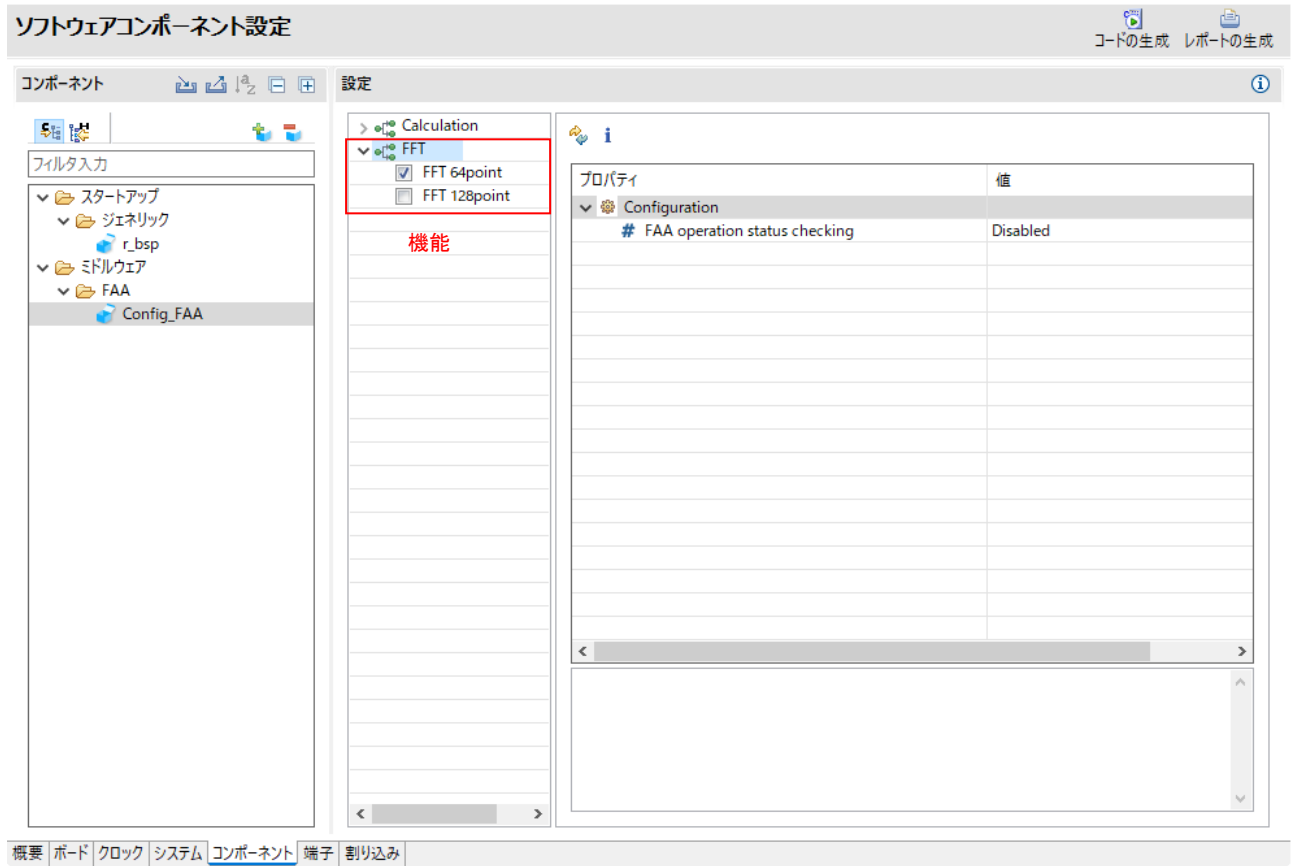 ソフトウェアコンポーネント設定
コードの生成 レポートの生成
コンポーネント
設定
フィルタ入力
スタートアップ
ジェネリック
r_bsp
ミドルウェア
FAA
Config_FAA
Calculation
FFT
FFT 64point
FFT 128point
機能
プロパティ 値
Configuration
# FAA operation status checking Disabled
概要 ボード クロック システム コンポーネント 端子 割り込み